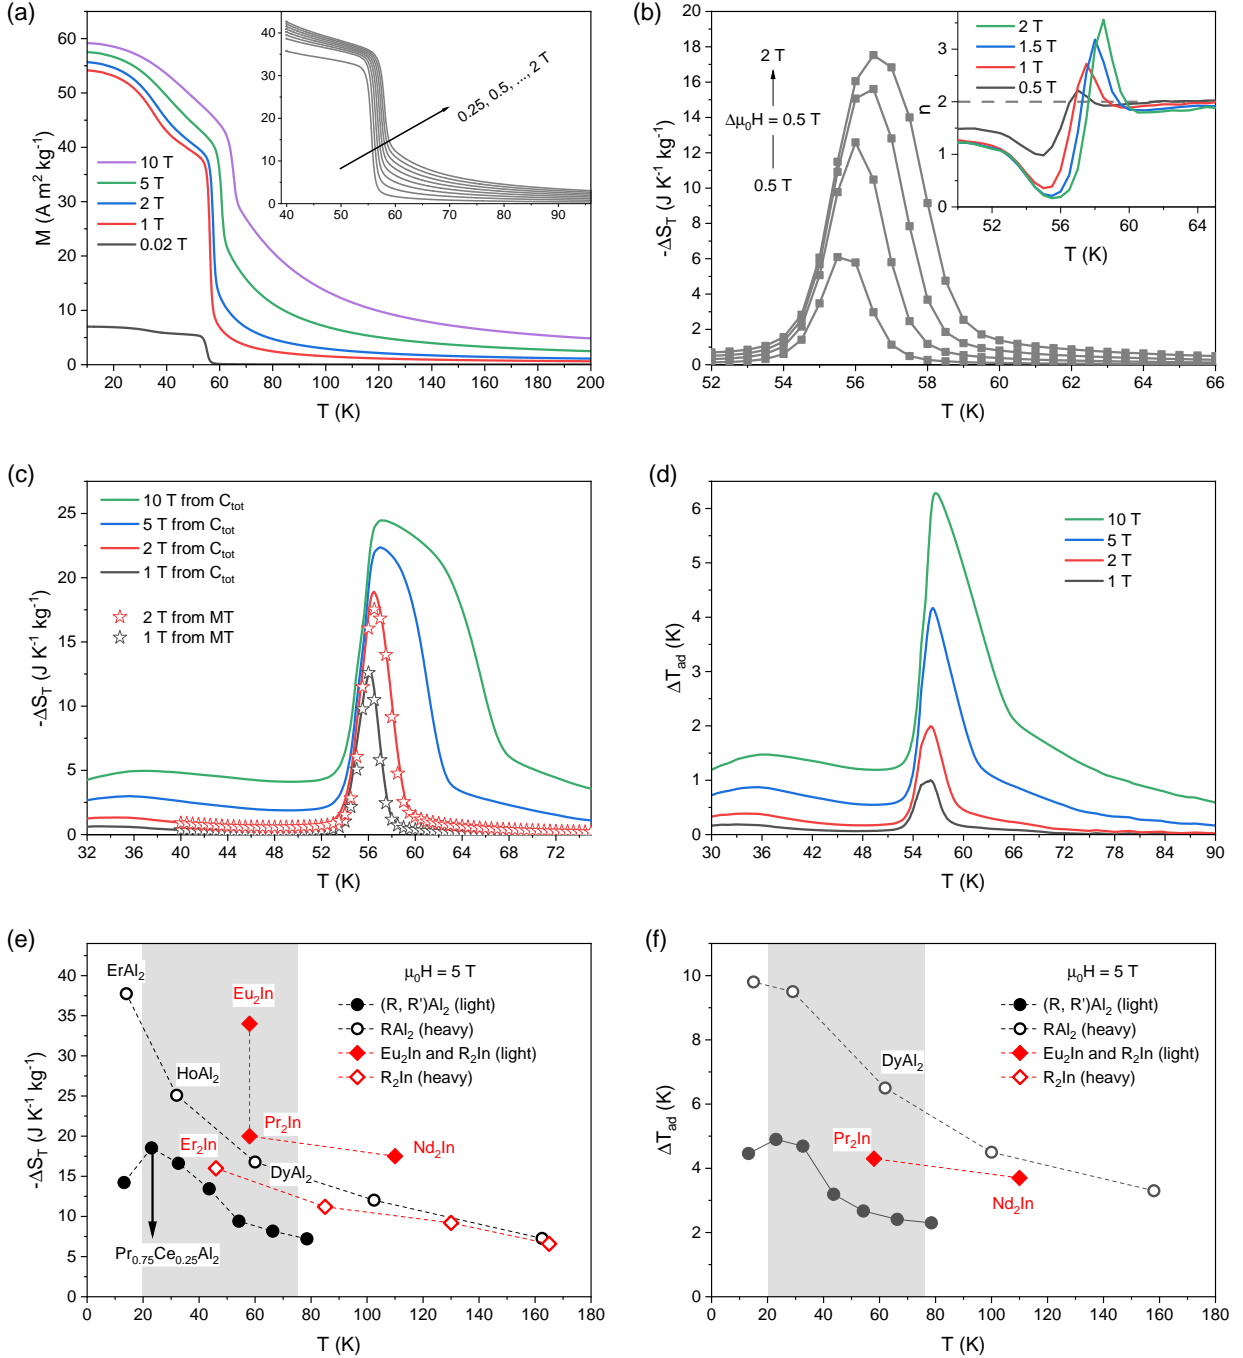 (a)
M (A m² kg⁻¹)
60
50
40
30
20
10
0
10 T
5 T
2 T
1 T
0.02 T
40
30
20
10
0
40 50 60 70 80 90
0.25, 0.5, ..., 2 T
20 40 60 80 100 120 140 160 180 200
T (K)
(b)
-ΔS_T (J K⁻¹ kg⁻¹)
20
18
16
14
12
10
8
6
4
2
0
2 T
Δμ₀H = 0.5 T
0.5 T
n
3
2
1
0
2 T
1.5 T
1 T
0.5 T
52 56 60 64
T (K)
52 54 56 58 60 62 64 66
T (K)
(c)
-ΔS_T (J K⁻¹ kg⁻¹)
25
20
15
10
5
0
10 T from C_tot
5 T from C_tot
2 T from C_tot
1 T from C_tot
2 T from MT
1 T from MT
32 36 40 44 48 52 56 60 64 68 72
T (K)
(d)
ΔT_ad (K)
6
5
4
3
2
1
0
10 T
5 T
2 T
1 T
30 36 42 48 54 60 66 72 78 84 90
T (K)
(e)
-ΔS_T (J K⁻¹ kg⁻¹)
40
35
30
25
20
15
10
5
0
μ₀H = 5 T
(R, R')Al₂ (light)
RAl₂ (heavy)
Eu₂In and R₂In (light)
R₂In (heavy)
ErAl₂
Eu₂In
HoAl₂
Pr₂In
Er₂In
Nd₂In
DyAl₂
Pr₀.₇₅Ce₀.₂₅Al₂
0 20 40 60 80 100 120 140 160 180
T (K)
(f)
ΔT_ad (K)
10
8
6
4
2
0
μ₀H = 5 T
(R, R')Al₂ (light)
RAl₂ (heavy)
Eu₂In and R₂In (light)
R₂In (heavy)
DyAl₂
Pr₂In
Nd₂In
0 20 40 60 80 100 120 140 160 180
T (K)